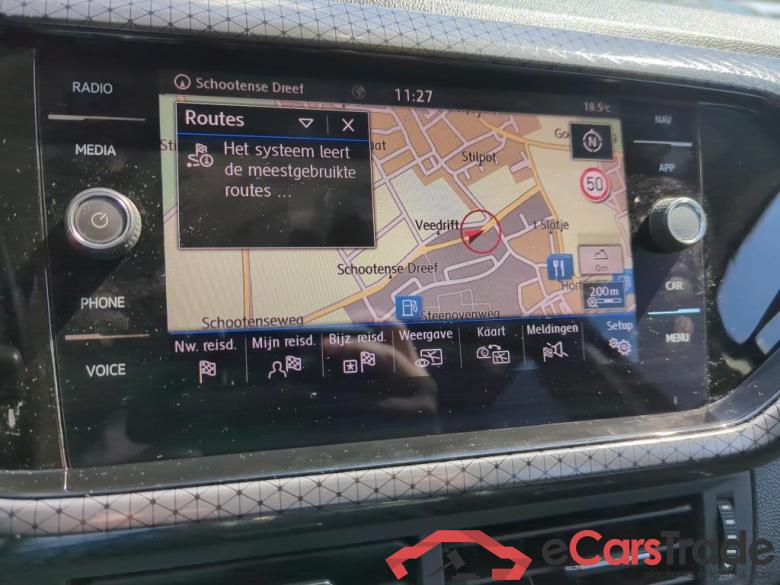 RADIO
MEDIA
PHONE
VOICE
Schootense Dreef
11:27
18.5°C
NAV
APP
CAR
MENU
Routes
Het systeem leert
de meestgebruikte
routes ...
Stilpot
N
50
Veedrift
't Slotje
Schootense Dreef
0m
200 m
Steenovenweg
Schootenseweg
Nw. reisd.
Mijn reisd.
Bijz. reisd.
Weergave
Kaart
Meldingen
Setup
eCarsTrade